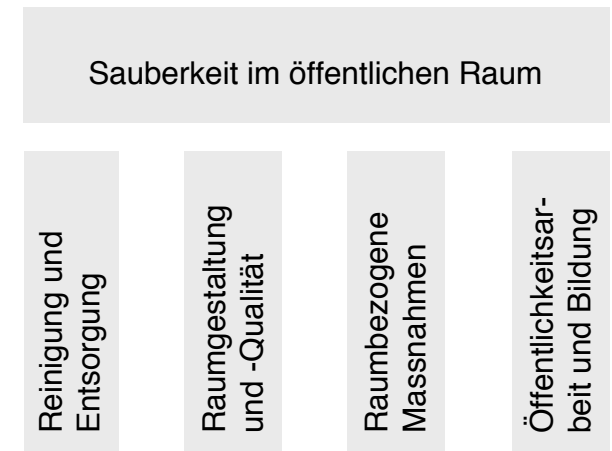 Sauberkeit im öffentlichen Raum
Reinigung und
Entsorgung
Raumgestaltung
und -Qualität
Raumbezogene
Massnahmen
Öffentlichkeitsar-
beit und Bildung